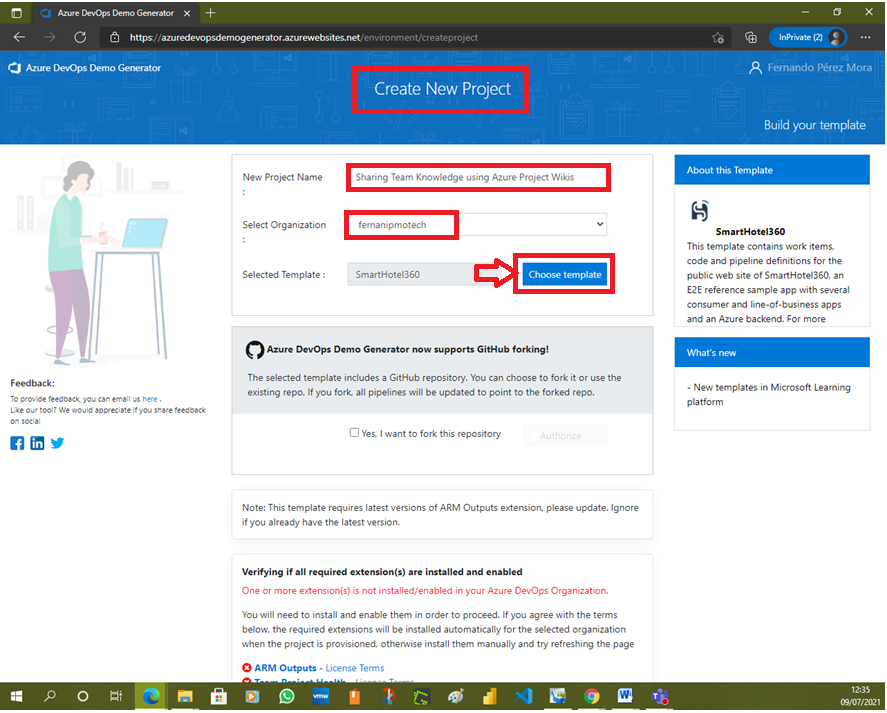 Azure DevOps Demo Generator
https://azuredevopsdemogenerator.azurewebsites.net/environment/createproject
InPrivate (2)
Azure DevOps Demo Generator
Create New Project
Fernando Pérez Mora
Build your template
New Project Name
:
Sharing Team Knowledge using Azure Project Wikis
Select Organization
:
fernanipmotech
Selected Template :
SmartHotel360
Choose template
About this Template
SmartHotel360
This template contains work items,
code and pipeline definitions for the
public web site of SmartHotel360, an
E2E reference sample app with several
consumer and line-of-business apps
and an Azure backend. For more
What's new
- New templates in Microsoft Learning
platform
Feedback:
To provide feedback, you can email us here .
Like our tool? We would appreciate if you share feedback
on social
Azure DevOps Demo Generator now supports GitHub forking!
The selected template includes a GitHub repository. You can choose to fork it or use the
existing repo. If you fork, all pipelines will be updated to point to the forked repo.
Yes, I want to fork this repository
Authorize
Note: This template requires latest versions of ARM Outputs extension, please update. Ignore
if you already have the latest version.
Verifying if all required extension(s) are installed and enabled
One or more extension(s) is not installed/enabled in your Azure DevOps Organization.
You will need to install and enable them in order to proceed. If you agree with the terms
below, the required extensions will be installed automatically for the selected organization
when the project is provisioned, otherwise install them manually and try refreshing the page
ARM Outputs - License Terms
Team Project Health - License Terms
12:35
09/07/2021